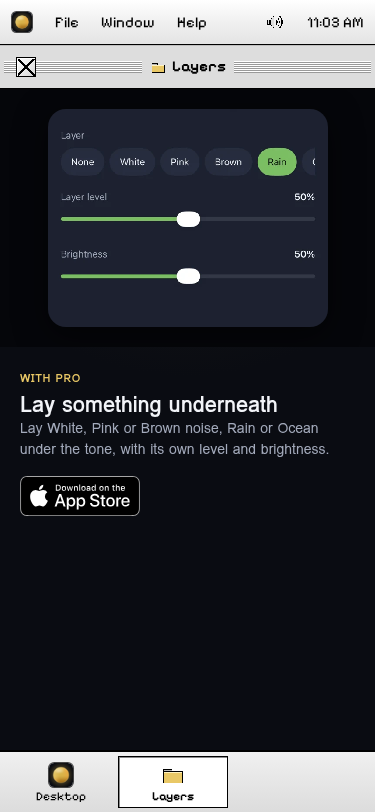 File Window Help 11:03 AM
Layers
Layer
None White Pink Brown Rain
Layer level 50%
Brightness 50%
WITH PRO
Lay something underneath
Lay White, Pink or Brown noise, Rain or Ocean
under the tone, with its own level and brightness.
Download on the
App Store
Desktop Layers